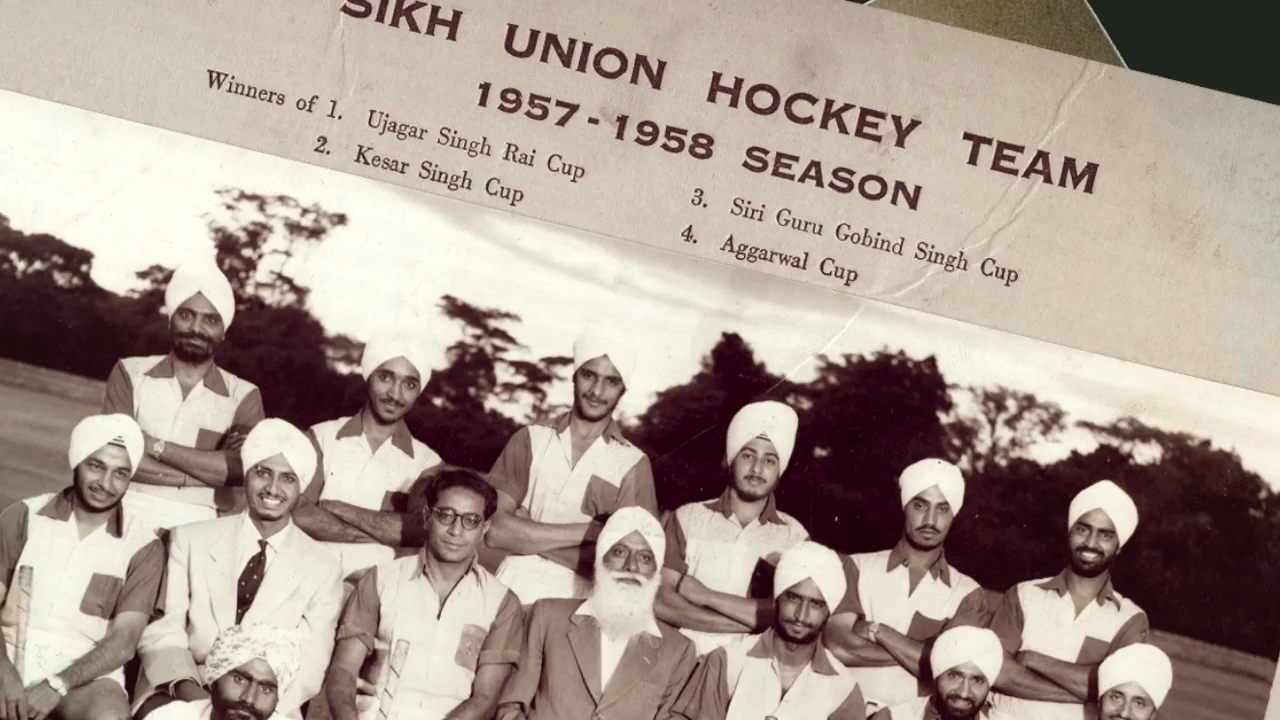 SIKH UNION HOCKEY TEAM
1957-1958 SEASON
Winners of 1. Ujagar Singh Rai Cup
2. Kesar Singh Cup
3. Siri Guru Gobind Singh Cup
4. Aggarwal Cup